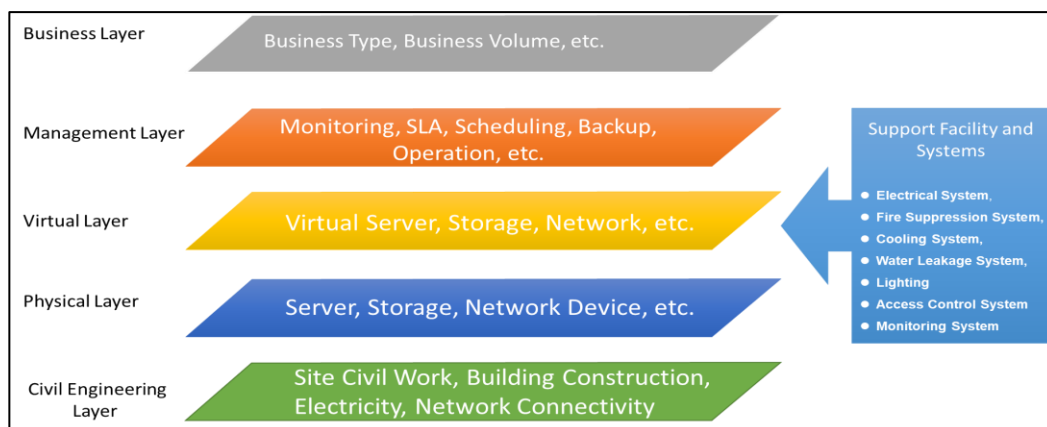 Business Layer
Business Type, Business Volume, etc.
Management Layer
Monitoring, SLA, Scheduling, Backup,
Operation, etc.
Virtual Layer
Virtual Server, Storage, Network, etc.
Physical Layer
Server, Storage, Network Device, etc.
Civil Engineering
Layer
Site Civil Work, Building Construction,
Electricity, Network Connectivity
Support Facility and
Systems
● Electrical System,
● Fire Suppression System,
● Cooling System,
● Water Leakage System,
● Lighting
● Access Control System
● Monitoring System